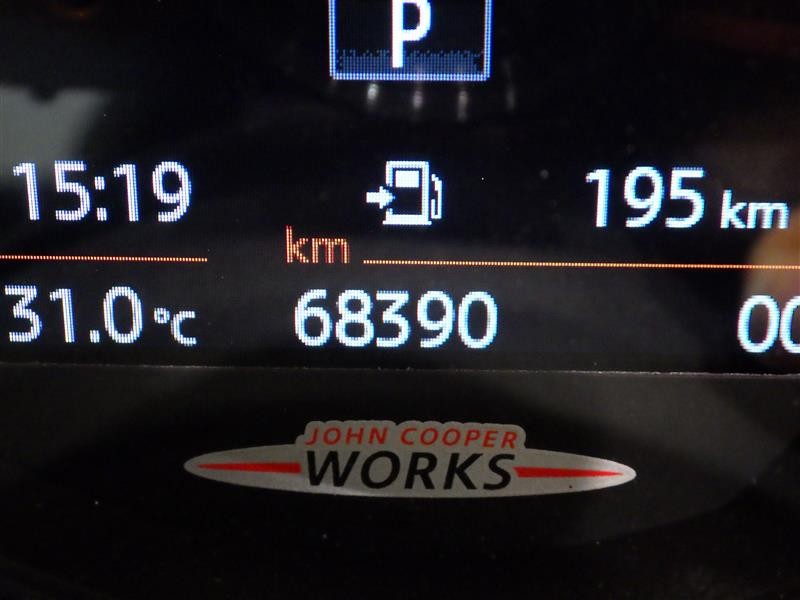 P
15:19 195 km
km
31.0 °C 68390 00
JOHN COOPER
WORKS